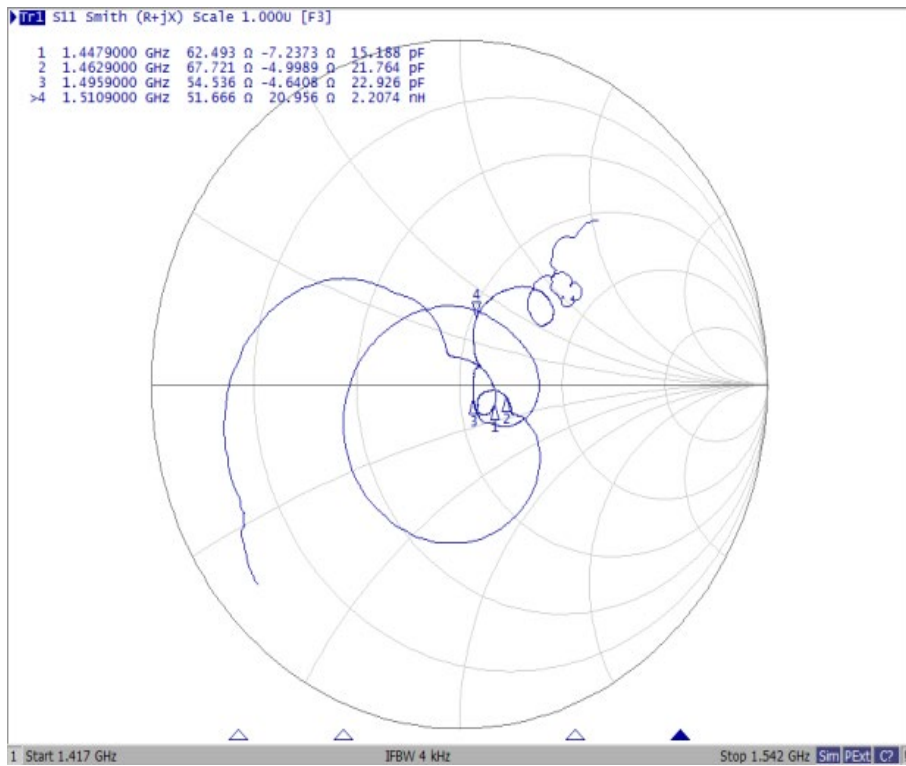 Tr1 S11 Smith (R+jX) Scale 1.000U [F3]
1 1.4479000 GHz 62.493 Ω -7.2373 Ω 15.188 pF
2 1.4629000 GHz 67.721 Ω -4.9989 Ω 21.764 pF
3 1.4959000 GHz 54.536 Ω -4.6408 Ω 22.926 pF
>4 1.5109000 GHz 51.666 Ω 20.956 Ω 2.2074 nH
4
3 1 2
1 Start 1.417 GHz IFBW 4 kHz Stop 1.542 GHz Sim PExt C?